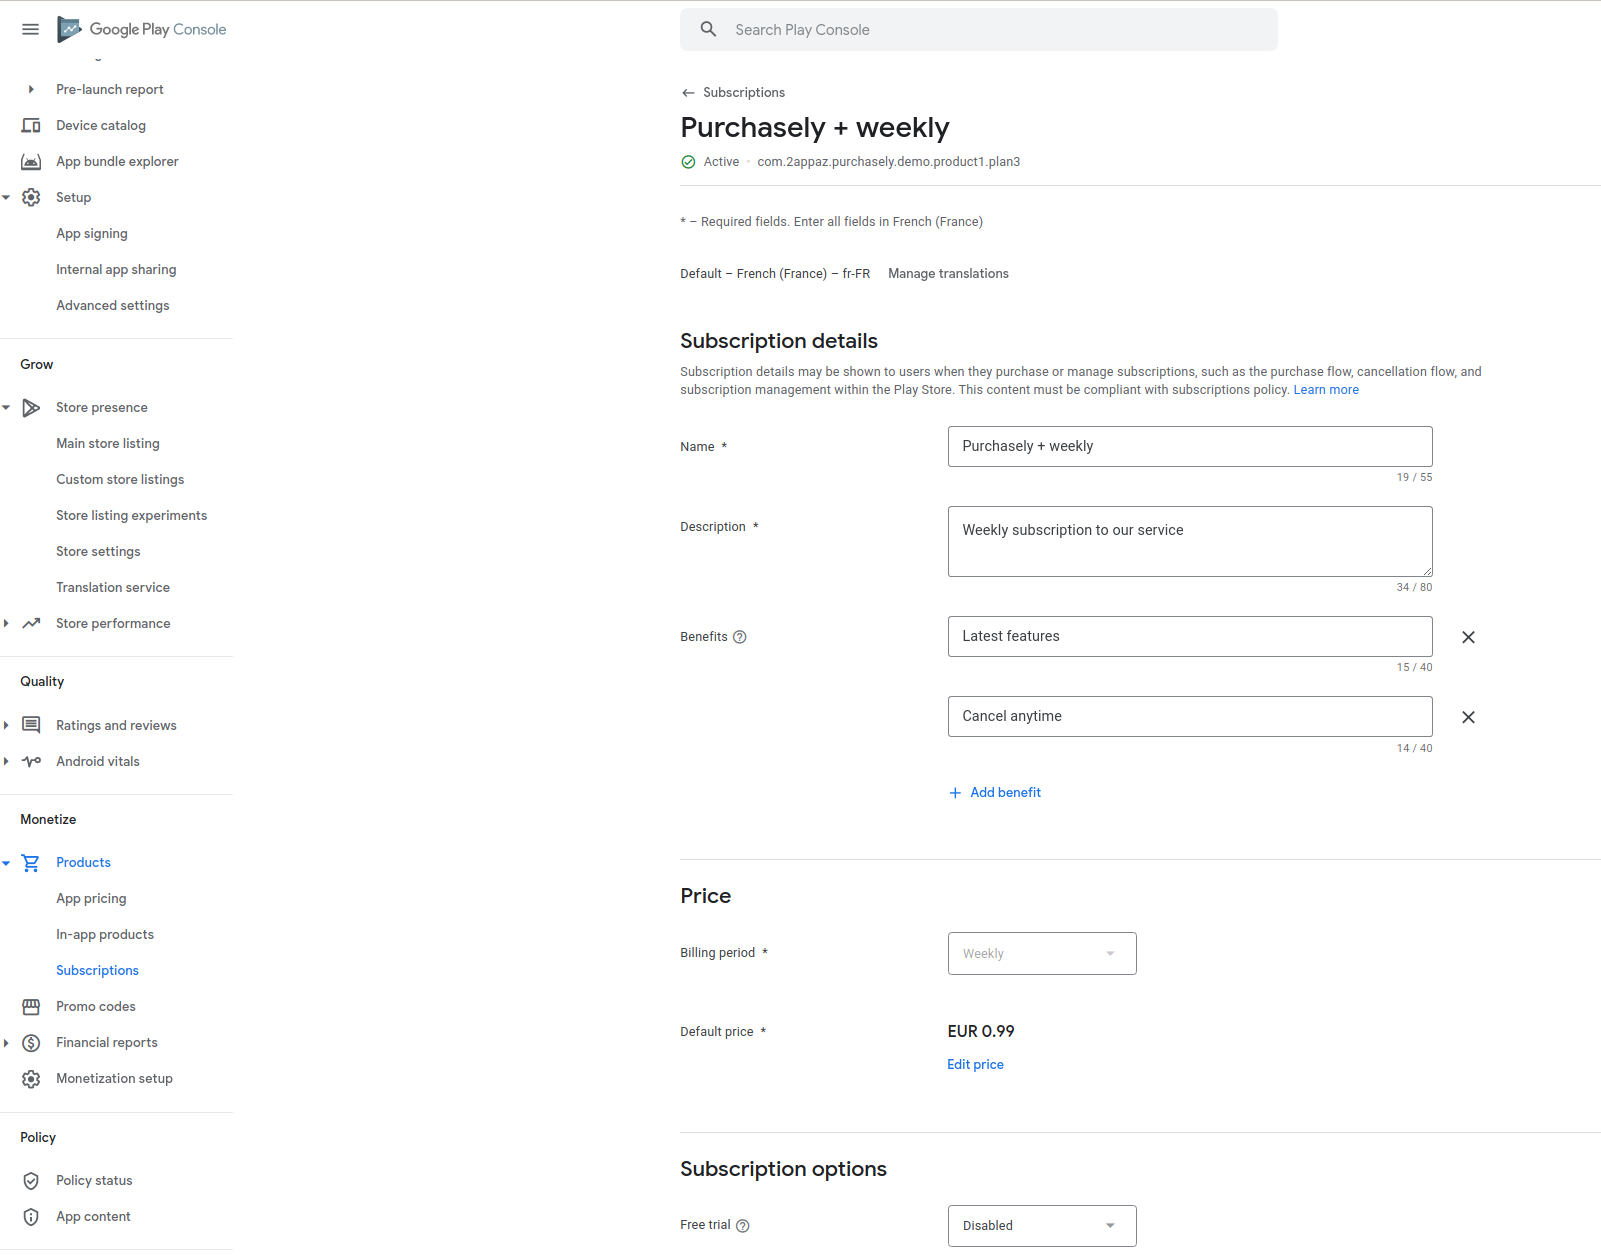 Google Play Console
Search Play Console
Pre-launch report
Device catalog
App bundle explorer
Setup
App signing
Internal app sharing
Advanced settings
Grow
Store presence
Main store listing
Custom store listings
Store listing experiments
Store settings
Translation service
Store performance
Quality
Ratings and reviews
Android vitals
Monetize
Products
App pricing
In-app products
Subscriptions
Promo codes
Financial reports
Monetization setup
Policy
Policy status
App content
Subscriptions
Purchasely + weekly
Active • com.2appaz.purchasely.demo.product1.plan3
* – Required fields. Enter all fields in French (France)
Default – French (France) – fr-FR Manage translations
Subscription details
Subscription details may be shown to users when they purchase or manage subscriptions, such as the purchase flow, cancellation flow, and
subscription management within the Play Store. This content must be compliant with subscriptions policy. Learn more
Name * Purchasely + weekly
19 / 55
Description * Weekly subscription to our service
34 / 80
Benefits Latest features
15 / 40
Cancel anytime
14 / 40
+ Add benefit
Price
Billing period * Weekly
Default price * EUR 0.99
Edit price
Subscription options
Free trial Disabled